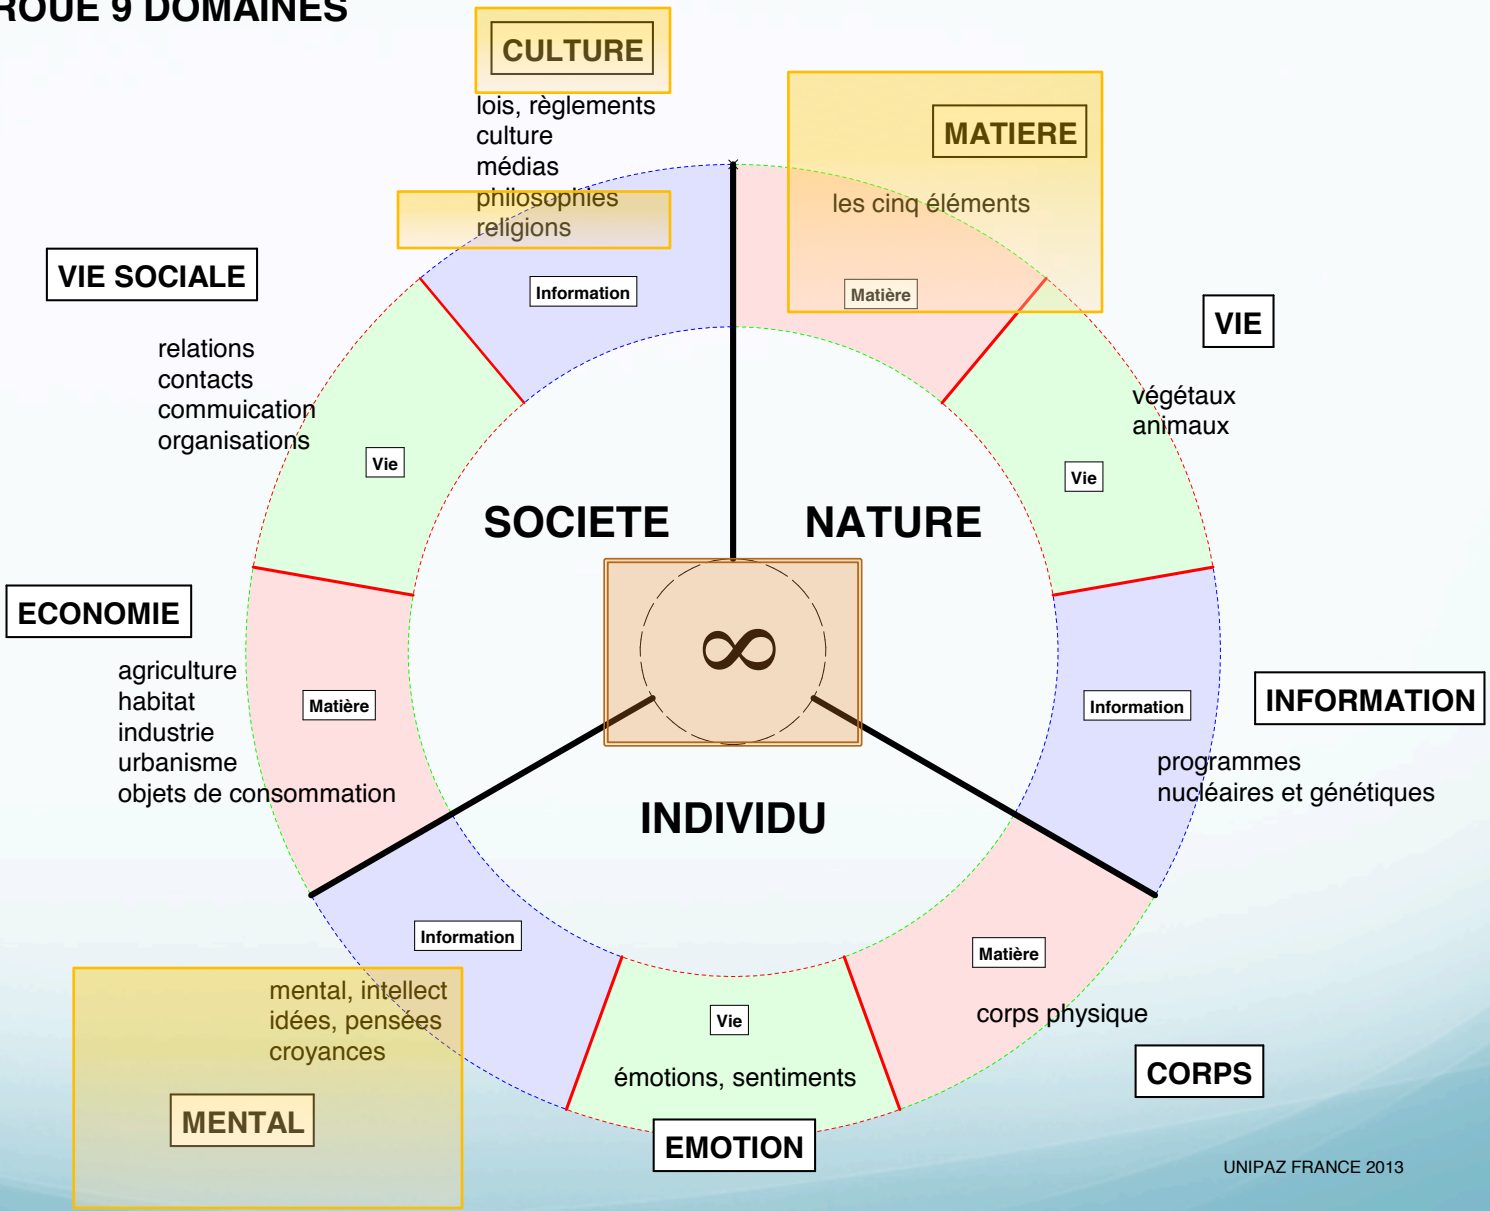 ROUE 9 DOMAINES
CULTURE
lois, règlements
culture
médias
philosophies
religions
Information
MATIERE
les cinq éléments
Matière
VIE SOCIALE
relations
contacts
commuication
organisations
Vie
VIE
végétaux
animaux
Vie
SOCIETE
NATURE
∞
INDIVIDU
ECONOMIE
agriculture
habitat
industrie
urbanisme
objets de consommation
Matière
INFORMATION
Information
programmes
nucléaires et génétiques
Information
mental, intellect
idées, pensées
croyances
MENTAL
Vie
émotions, sentiments
EMOTION
Matière
corps physique
CORPS
UNIPAZ FRANCE 2013